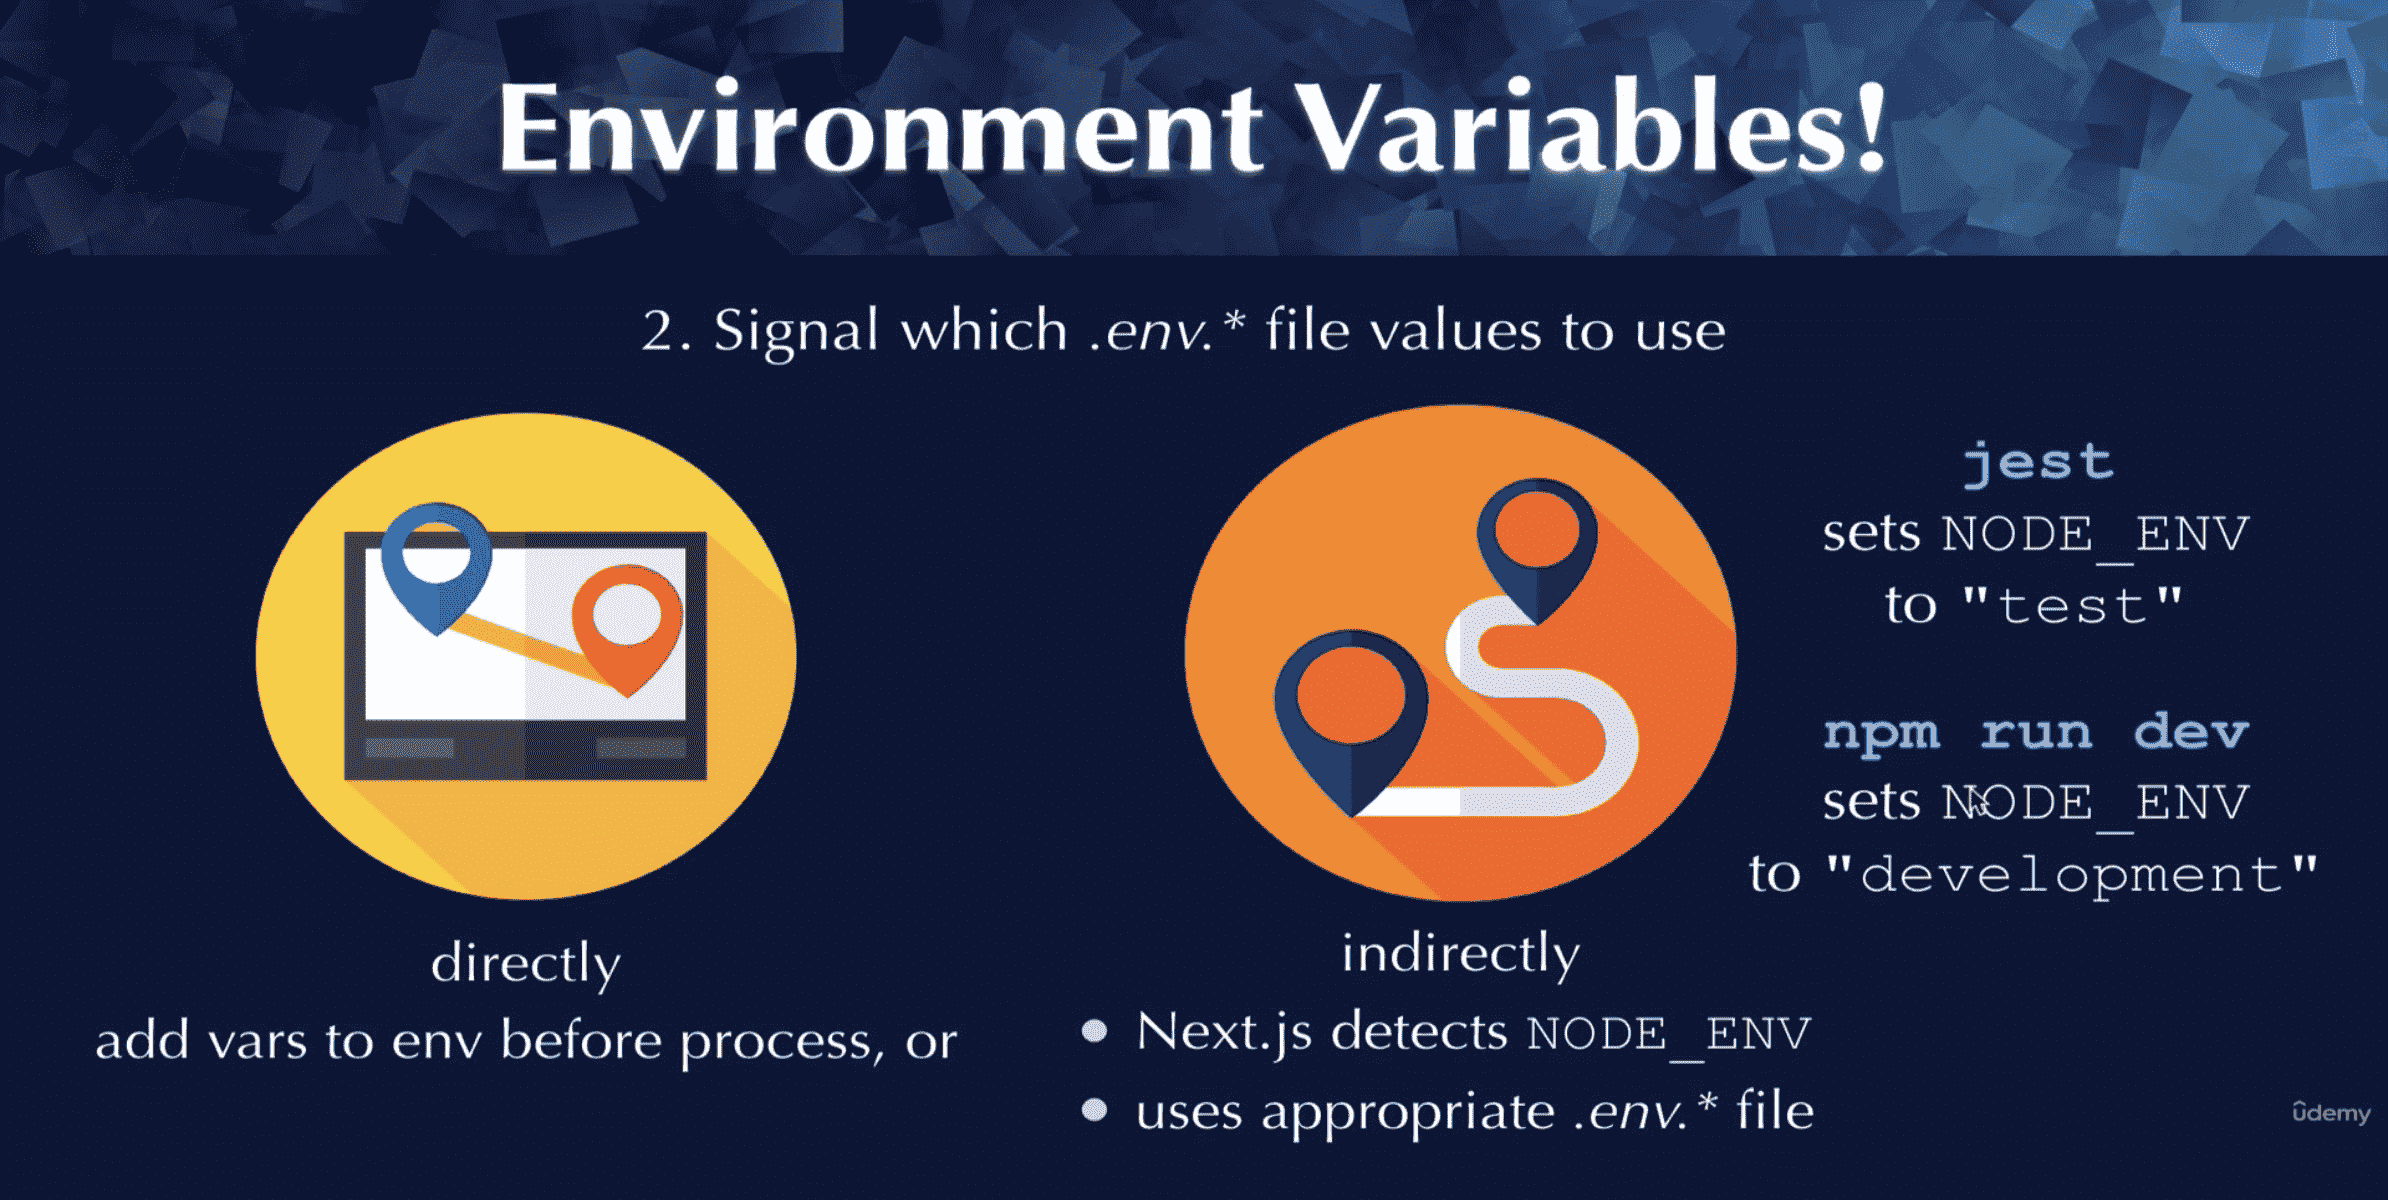 Environment Variables!
2. Signal which .env.* file values to use
directly
add vars to env before process, or
indirectly
• Next.js detects NODE_ENV
• uses appropriate .env.* file
jest
sets NODE_ENV
to "test"
npm run dev
sets NODE_ENV
to "development"
ûdemy